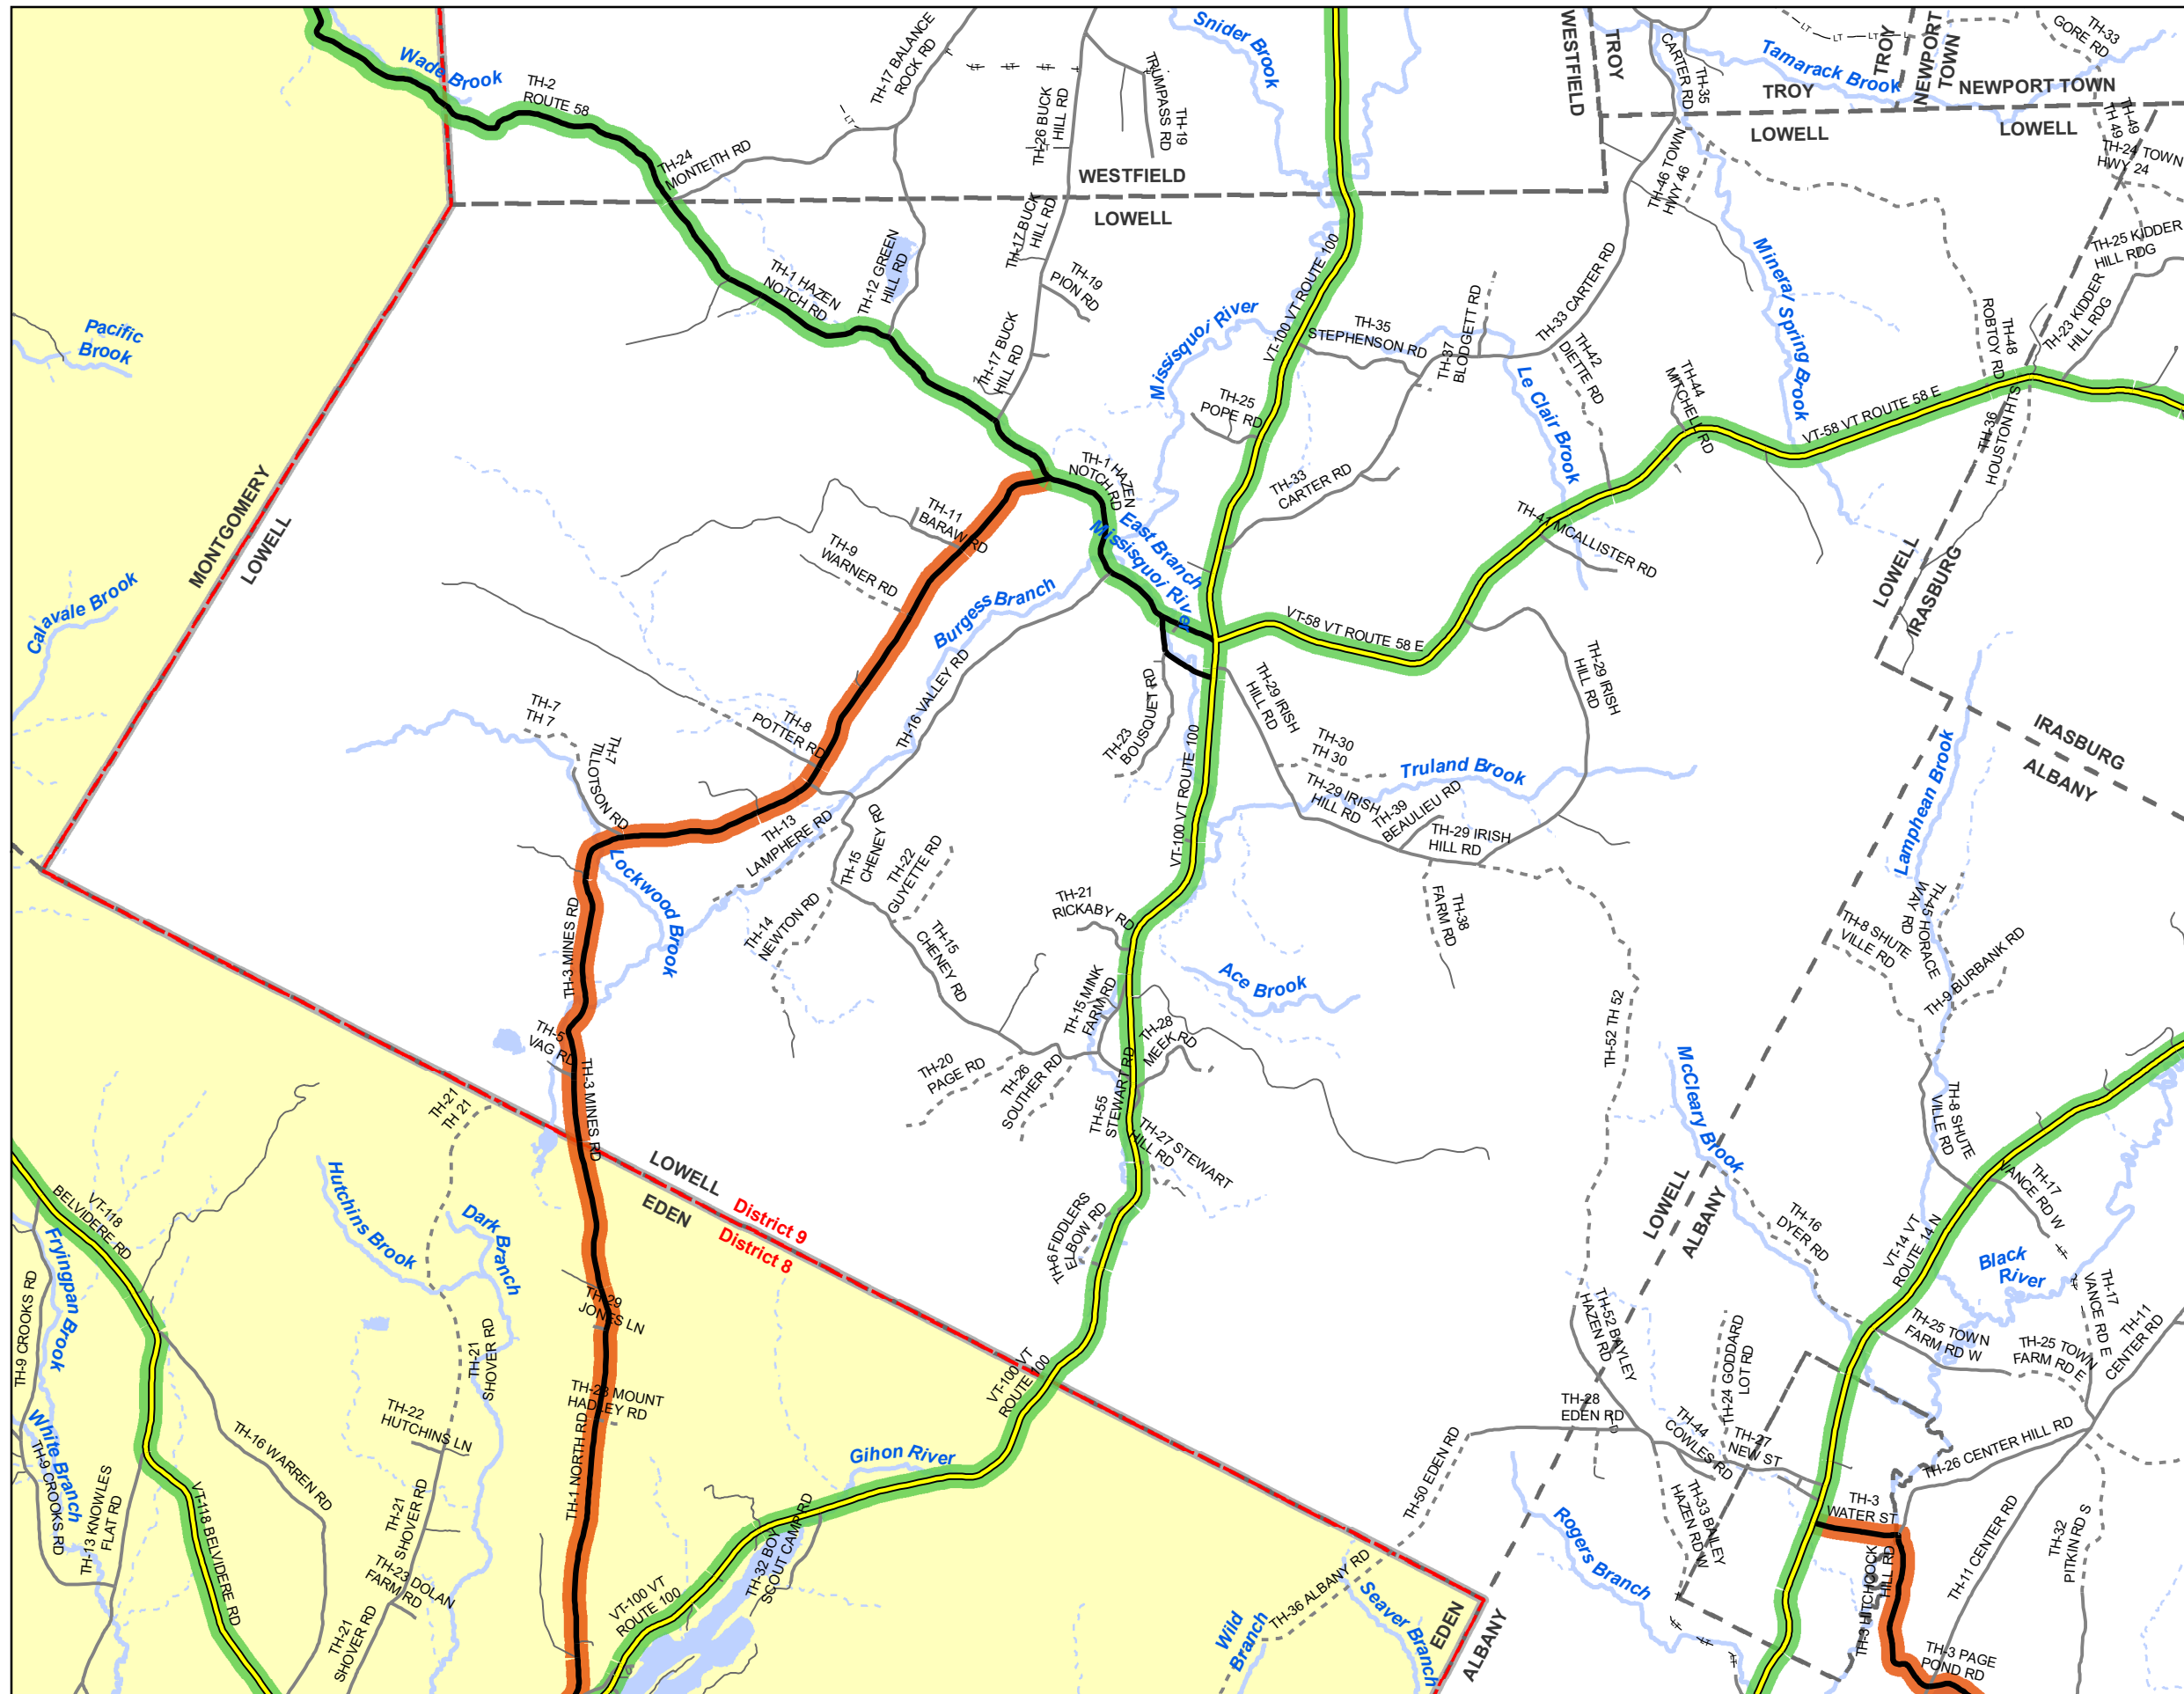 Wade Brook
TH-2
ROUTE 58
TH-17 BALANCE
ROCK RD
TH-26 BUCK
HILL RD
TRUMPASS RD
TH-19
Snider Brook
WESTFIELD
TROY
CARTER RD
TH-35
Tamarack Brook
TROY
NEWPORT
TOWN
GORE RD
TH-33
TROY
NEWPORT TOWN
LOWELL
LOWELL
TH-49
TH 49
TH-24 TOWN
HWY 24
TH-24
MONTEITH RD
WESTFIELD
LOWELL
TH-46 TOWN
HWY 46
TH-17 BUCK
HILL RD
TH-12 GREEN
HILL RD
TH-1 HAZEN
NOTCH RD
TH-19
PION RD
VT-100 VT ROUTE 100
Missisquoi River
TH-35
STEPHENSON RD
TH-37
BLODGETT RD
TH-33 CARTER RD
TH-42
DIETTE RD
TH-44
MITCHELL RD
Mineral Spring Brook
TH-25 KIDDER
HILL RDG
TH-23 KIDDER
HILL RDG
TH-48
ROBTOY RD
Pacific
Brook
TH-17 BUCK
HILL RD
TH-25
POPE RD
Le Clair Brook
VT-58 VT ROUTE 58 E
TH-36
HOUSTON HTS
MONTGOMERY
LOWELL
TH-1 HAZEN
NOTCH RD
TH-33
CARTER RD
TH-11
BARAW RD
TH-9
WARNER RD
East Branch
Missisquoi River
TH-41 MCALLISTER RD
LOWELL
IRASBURG
Calavale Brook
Burgess Branch
VT-58 VT ROUTE 58 E
TH-16 VALLEY RD
TH-29 IRISH
HILL RD
TH-29 IRISH
HILL RD
TH-7
TH 7
TH-7
TILLOTSON RD
TH-8
POTTER RD
TH-23
BOUSQUET RD
VT-100 VT ROUTE 100
TH-30
TH 30
Truland Brook
IRASBURG
ALBANY
Lamphean Brook
TH-29 IRISH
HILL RD
TH-39
BEAULIEU RD
TH-29 IRISH
HILL RD
TH-13
LAMPHERE RD
TH-15
CHENEY RD
TH-22
GUYETTE RD
Lockwood Brook
TH-3 MINES RD
TH-14
NEWTON RD
TH-15
CHENEY RD
TH-21
RICKABY RD
TH-38
FARM RD
TH-45 HORACE
WAY RD
TH-8 SHUTE
VILLE RD
TH-9 BURBANK RD
Ace Brook
TH-15 MINK
FARM RD
TH-28
MEEK RD
TH-52 TH 52
TH-5
VAG RD
TH-3 MINES RD
TH-20
PAGE RD
TH-26
SOUTHER RD
TH-55
STEWART RD
TH-27 STEWART
HILL RD
McCleary Brook
TH-8 SHUTE
VILLE RD
TH-21
TH 21
Hutchins Brook
Dark Branch
LOWELL
EDEN
District 9
District 8
TH-6 FIDDLERS
ELBOW RD
LOWELL
ALBANY
TH-16
DYER RD
TH-17
VANCE RD W
VT-14 VT
ROUTE 14 N
Black
River
VT-118
BELVIDERE RD
Fryingpan Brook
TH-9 CROOKS RD
TH-29
JONES LN
TH-21
SHOVER RD
VT-100 VT
ROUTE 100
TH-52 BAYLEY
HAZEN RD
TH-24 GODDARD
LOT RD
TH-25 TOWN
FARM RD W
TH-25 TOWN
FARM RD E
TH-17
VANCE RD E
TH-11
CENTER RD
TH-28 MOUNT
HADLEY RD
TH-22
HUTCHINS LN
TH-16 WARREN RD
White Branch
TH-9 CROOKS RD
TH-13 KNOWLES
FLAT RD
VT-118 BELVIDERE RD
TH-21
SHOVER RD
TH-1 NORTH RD
Gihon River
TH-28
EDEN RD
TH-44
COWLES RD
TH-27
NEW ST
TH-26 CENTER HILL RD
TH-50 EDEN RD
TH-33 BAILEY
HAZEN RD W
Rogers Branch
TH-3
WATER ST
TH-3 HITCHCOCK
HILL RD
TH-11 CENTER RD
TH-32
PITKIN RD S
TH-23 DOLAN
FARM RD
TH-21
SHOVER RD
VT-100 VT
ROUTE 100
TH-32 BOY
SCOUT CAMP RD
TH-36 ALBANY RD
Wild
Branch
Seaver Branch
EDEN
ALBANY
TH-3 PAGE
POND RD